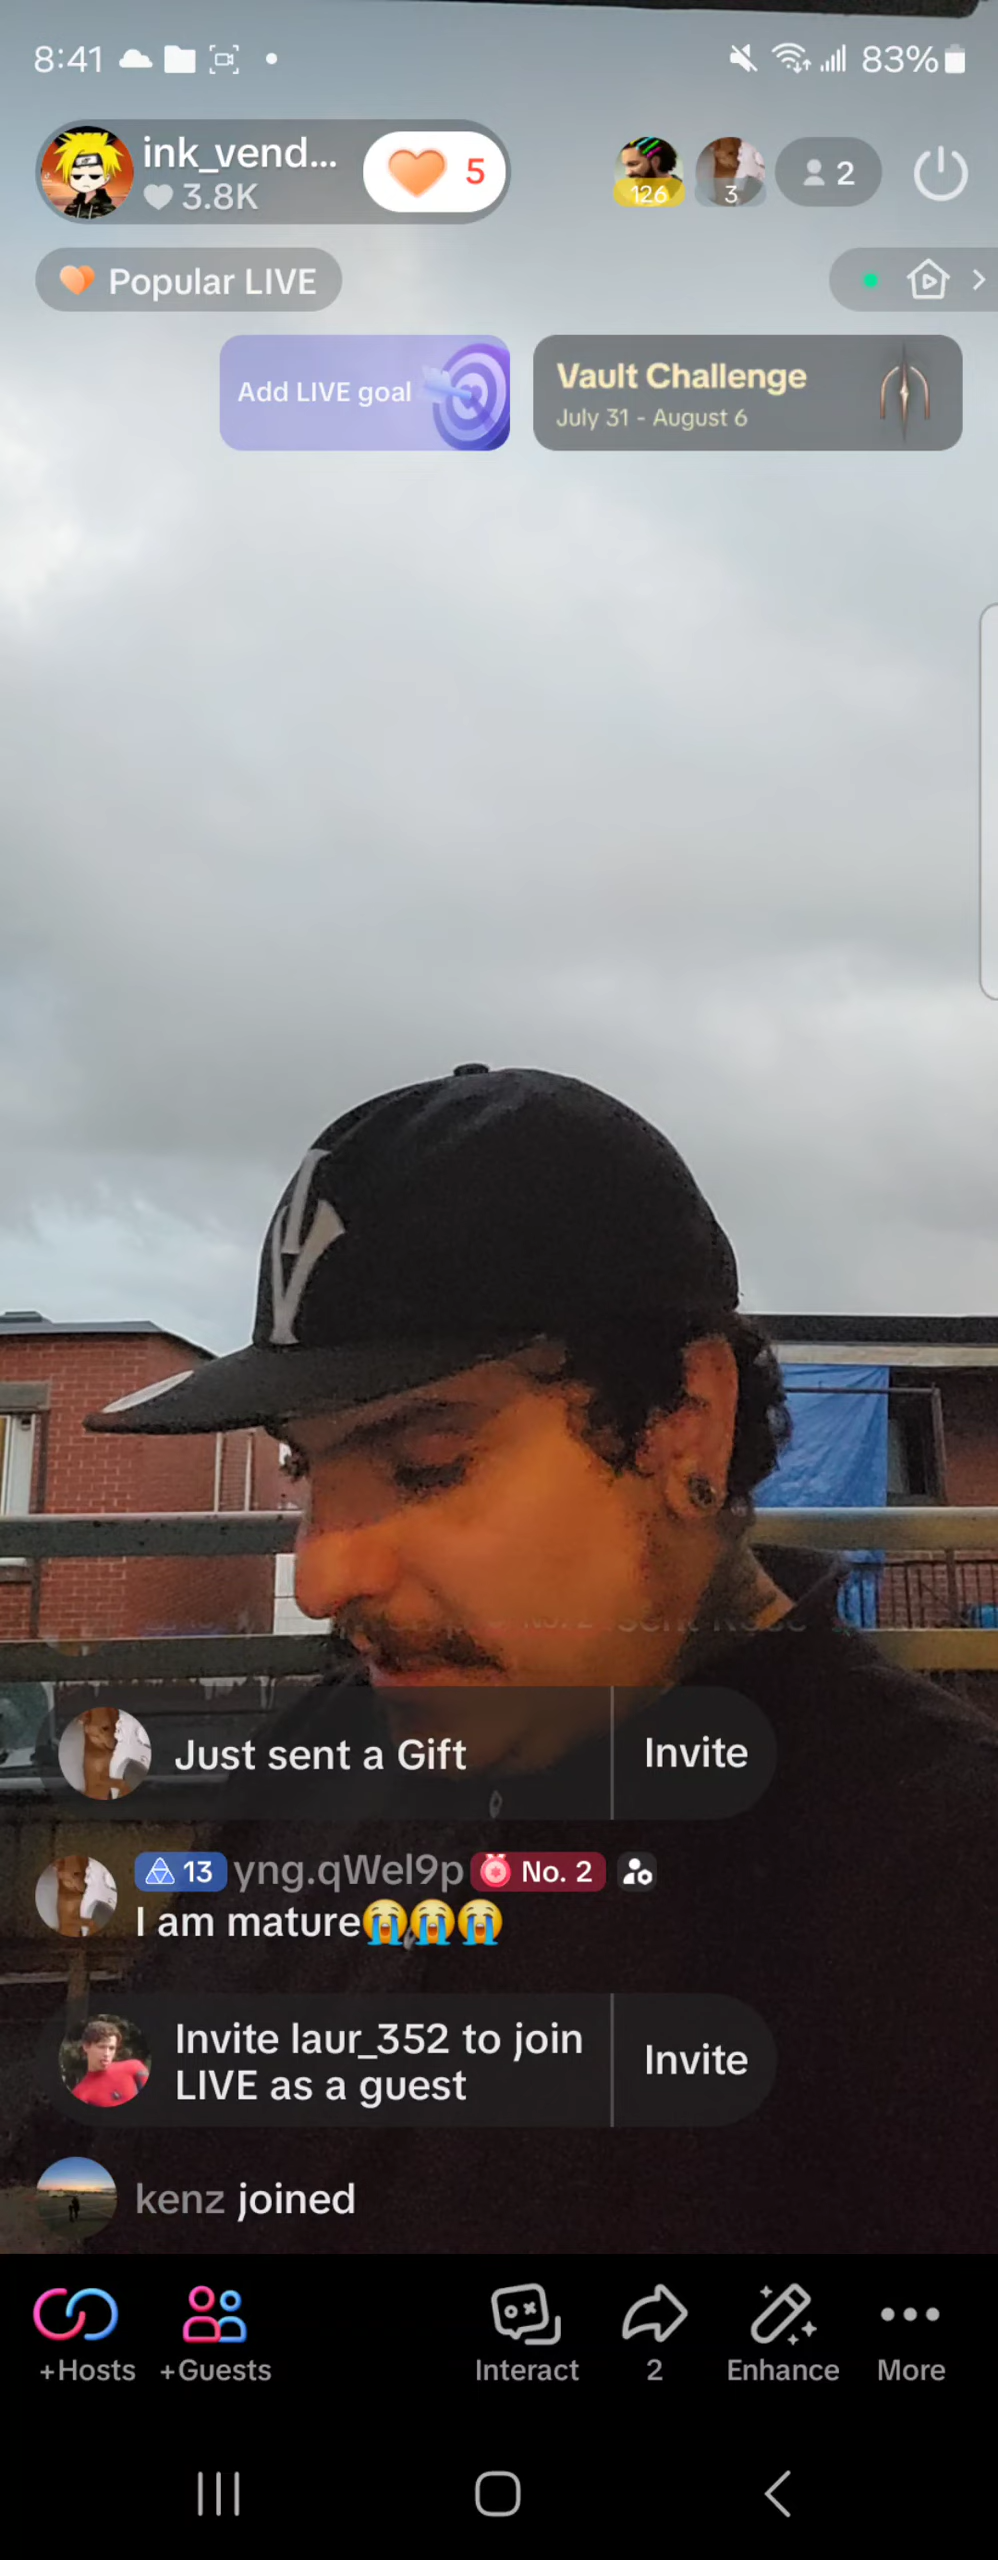 8:41
83%
ink_vend...
3.8K
5
126
3
2
Popular LIVE
Add LIVE goal
Vault Challenge
July 31 - August 6
Just sent a Gift
Invite
13 yng.qWel9p No. 2
I am mature😭😭😭
Invite laur_352 to join
LIVE as a guest
Invite
kenz joined
+Hosts
+Guests
Interact
2
Enhance
More